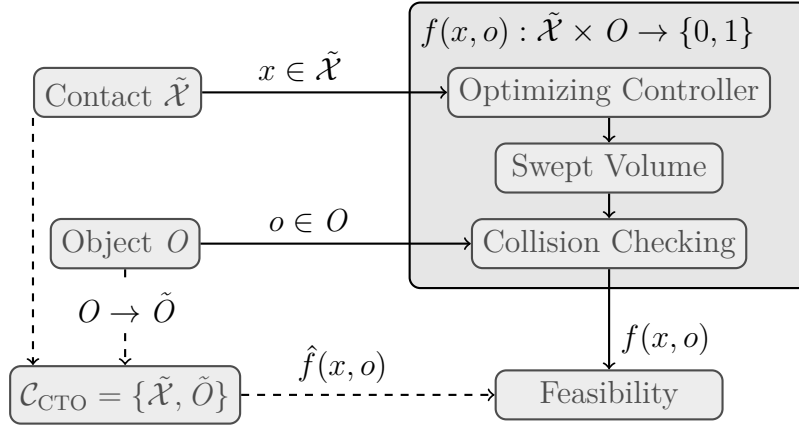 f(x, o) : 𝒳̃ × O → {0, 1}
Contact 𝒳̃
x ∈ 𝒳̃
Optimizing Controller
Swept Volume
Object O
o ∈ O
Collision Checking
O → Õ
f(x, o)
𝒞_CTO = {𝒳̃, Õ}
f̂(x, o)
Feasibility